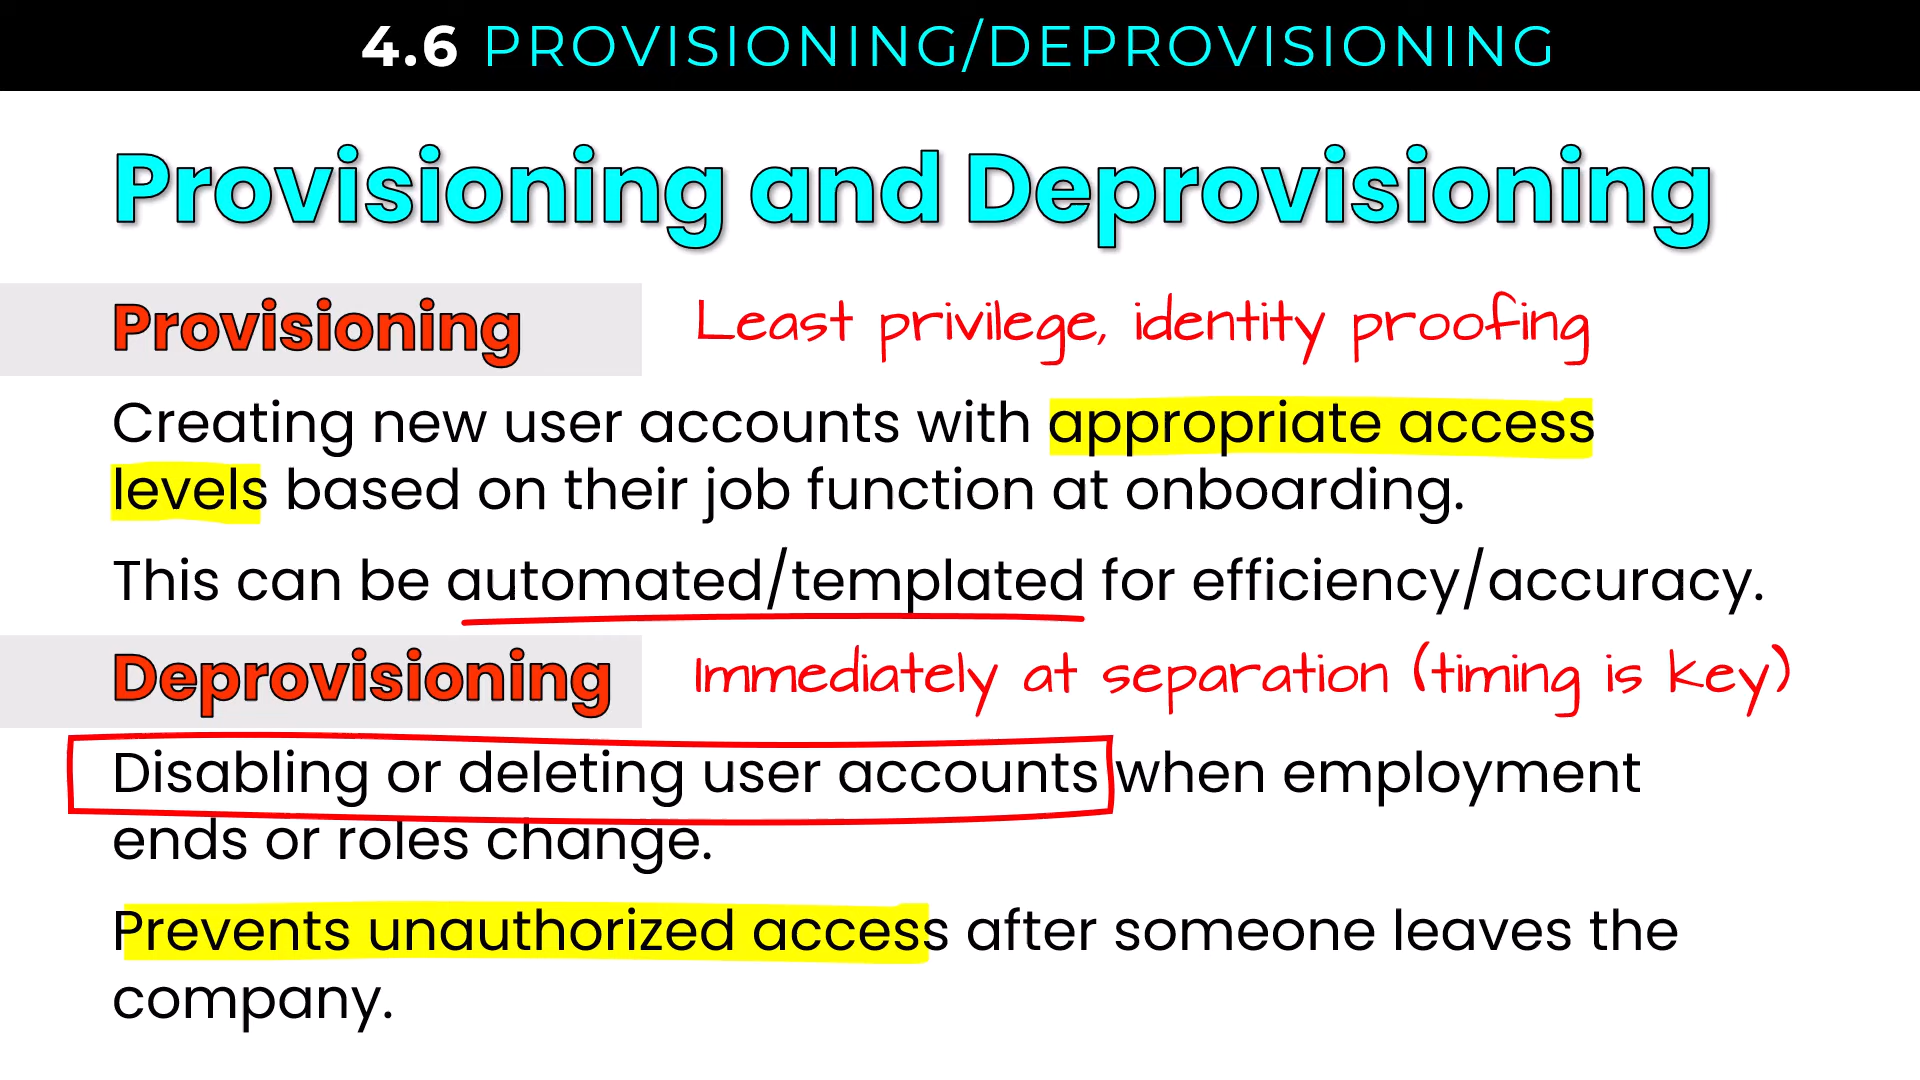 4.6 PROVISIONING/DEPROVISIONING
Provisioning and Deprovisioning
Provisioning Least privilege, identity proofing
Creating new user accounts with appropriate access
levels based on their job function at onboarding.
This can be automated/templated for efficiency/accuracy.
Deprovisioning Immediately at separation (timing is key)
Disabling or deleting user accounts when employment
ends or roles change.
Prevents unauthorized access after someone leaves the
company.